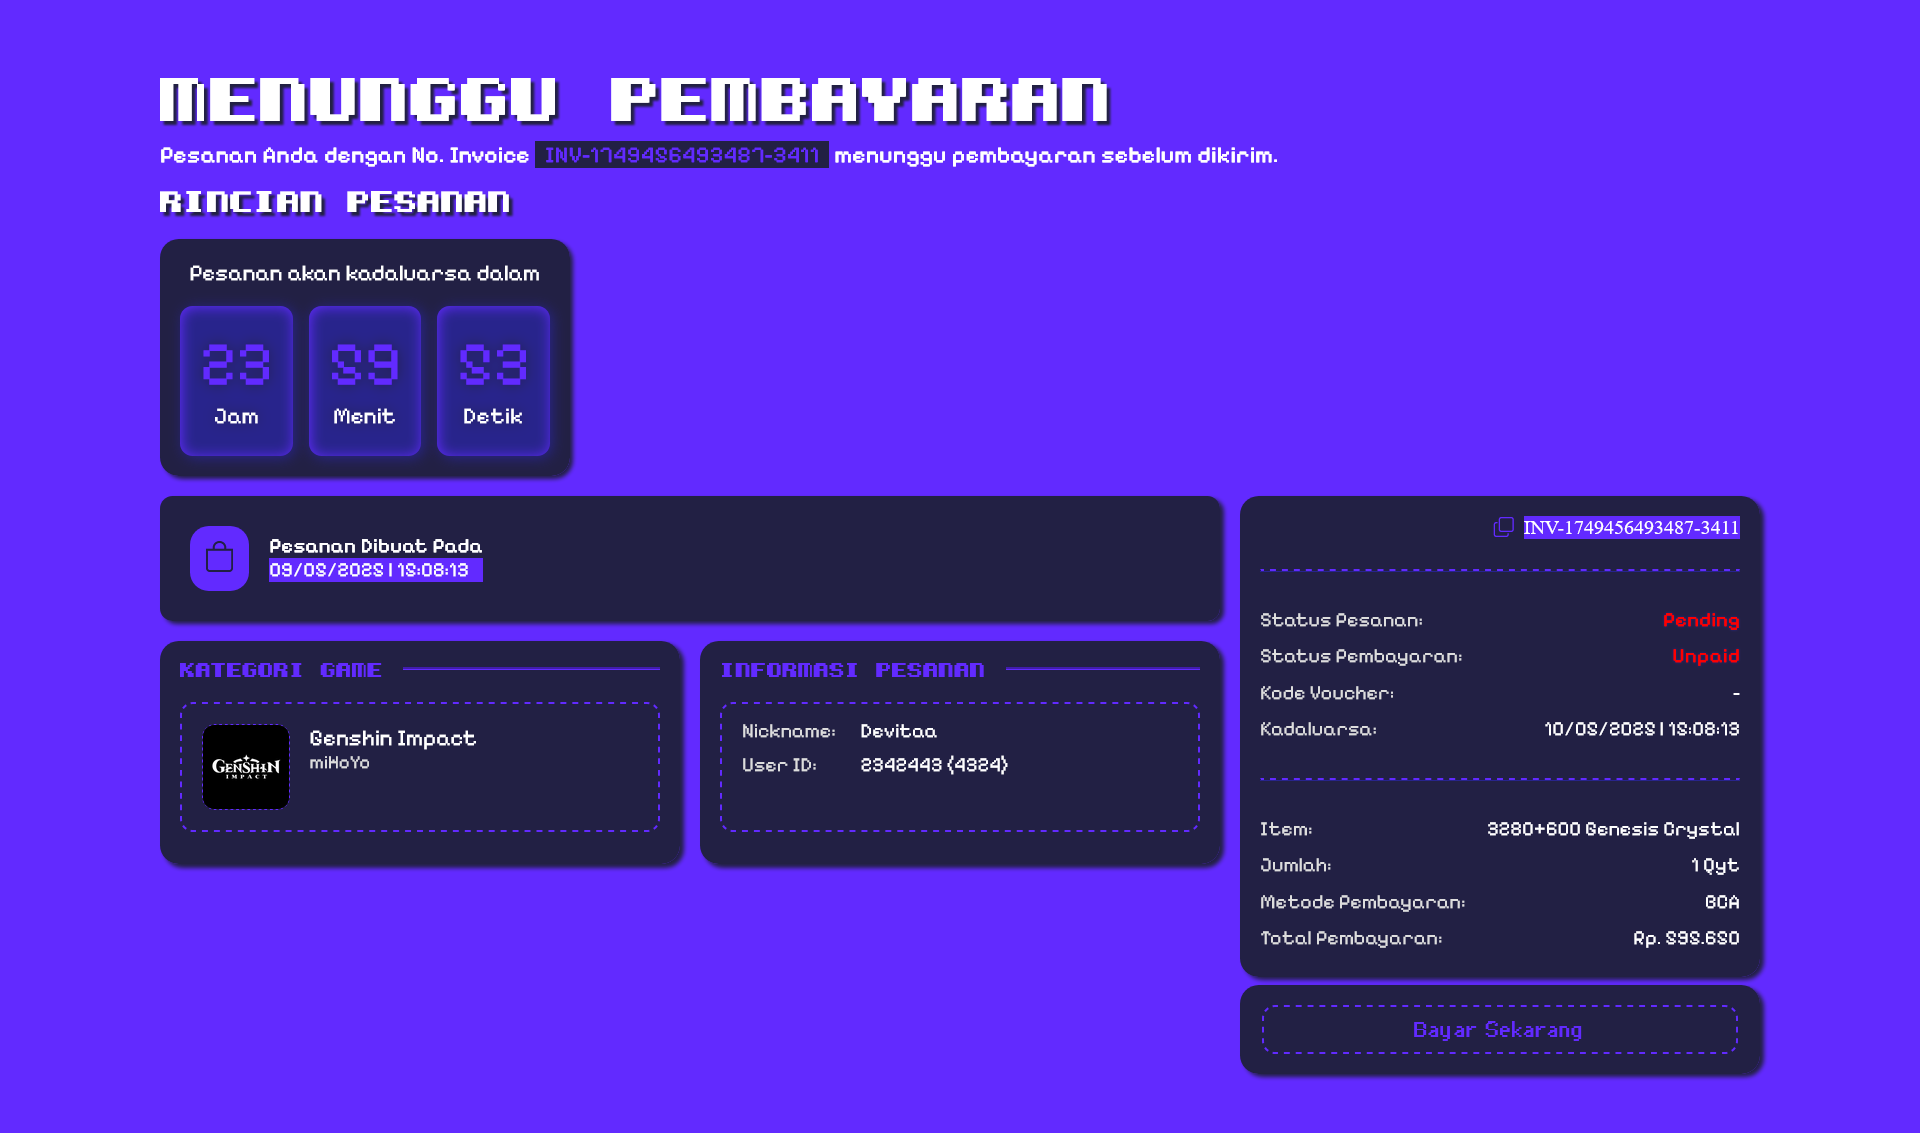 MENUNGGU PEMBAYARAN
Pesanan Anda dengan No. Invoice INV-1749456493487-3411 menunggu pembayaran sebelum dikirim.
RINCIAN PESANAN
Pesanan akan kadaluarsa dalam
23 59 53
Jam Menit Detik
Pesanan Dibuat Pada
09/05/2025 | 15:08:13
KATEGORI GAME
GENSHIN
IMPACT
Genshin Impact
miHoYo
INFORMASI PESANAN
Nickname: Devitaa
User ID: 2342443 (4324)
INV-1749456493487-3411
Status Pesanan: Pending
Status Pembayaran: Unpaid
Kode Voucher: -
Kadaluarsa: 10/05/2025 | 15:08:13
Item: 3280+600 Genesis Crystal
Jumlah: 1 Qyt
Metode Pembayaran: BCA
Total Pembayaran: Rp. 595.650
Bayar Sekarang